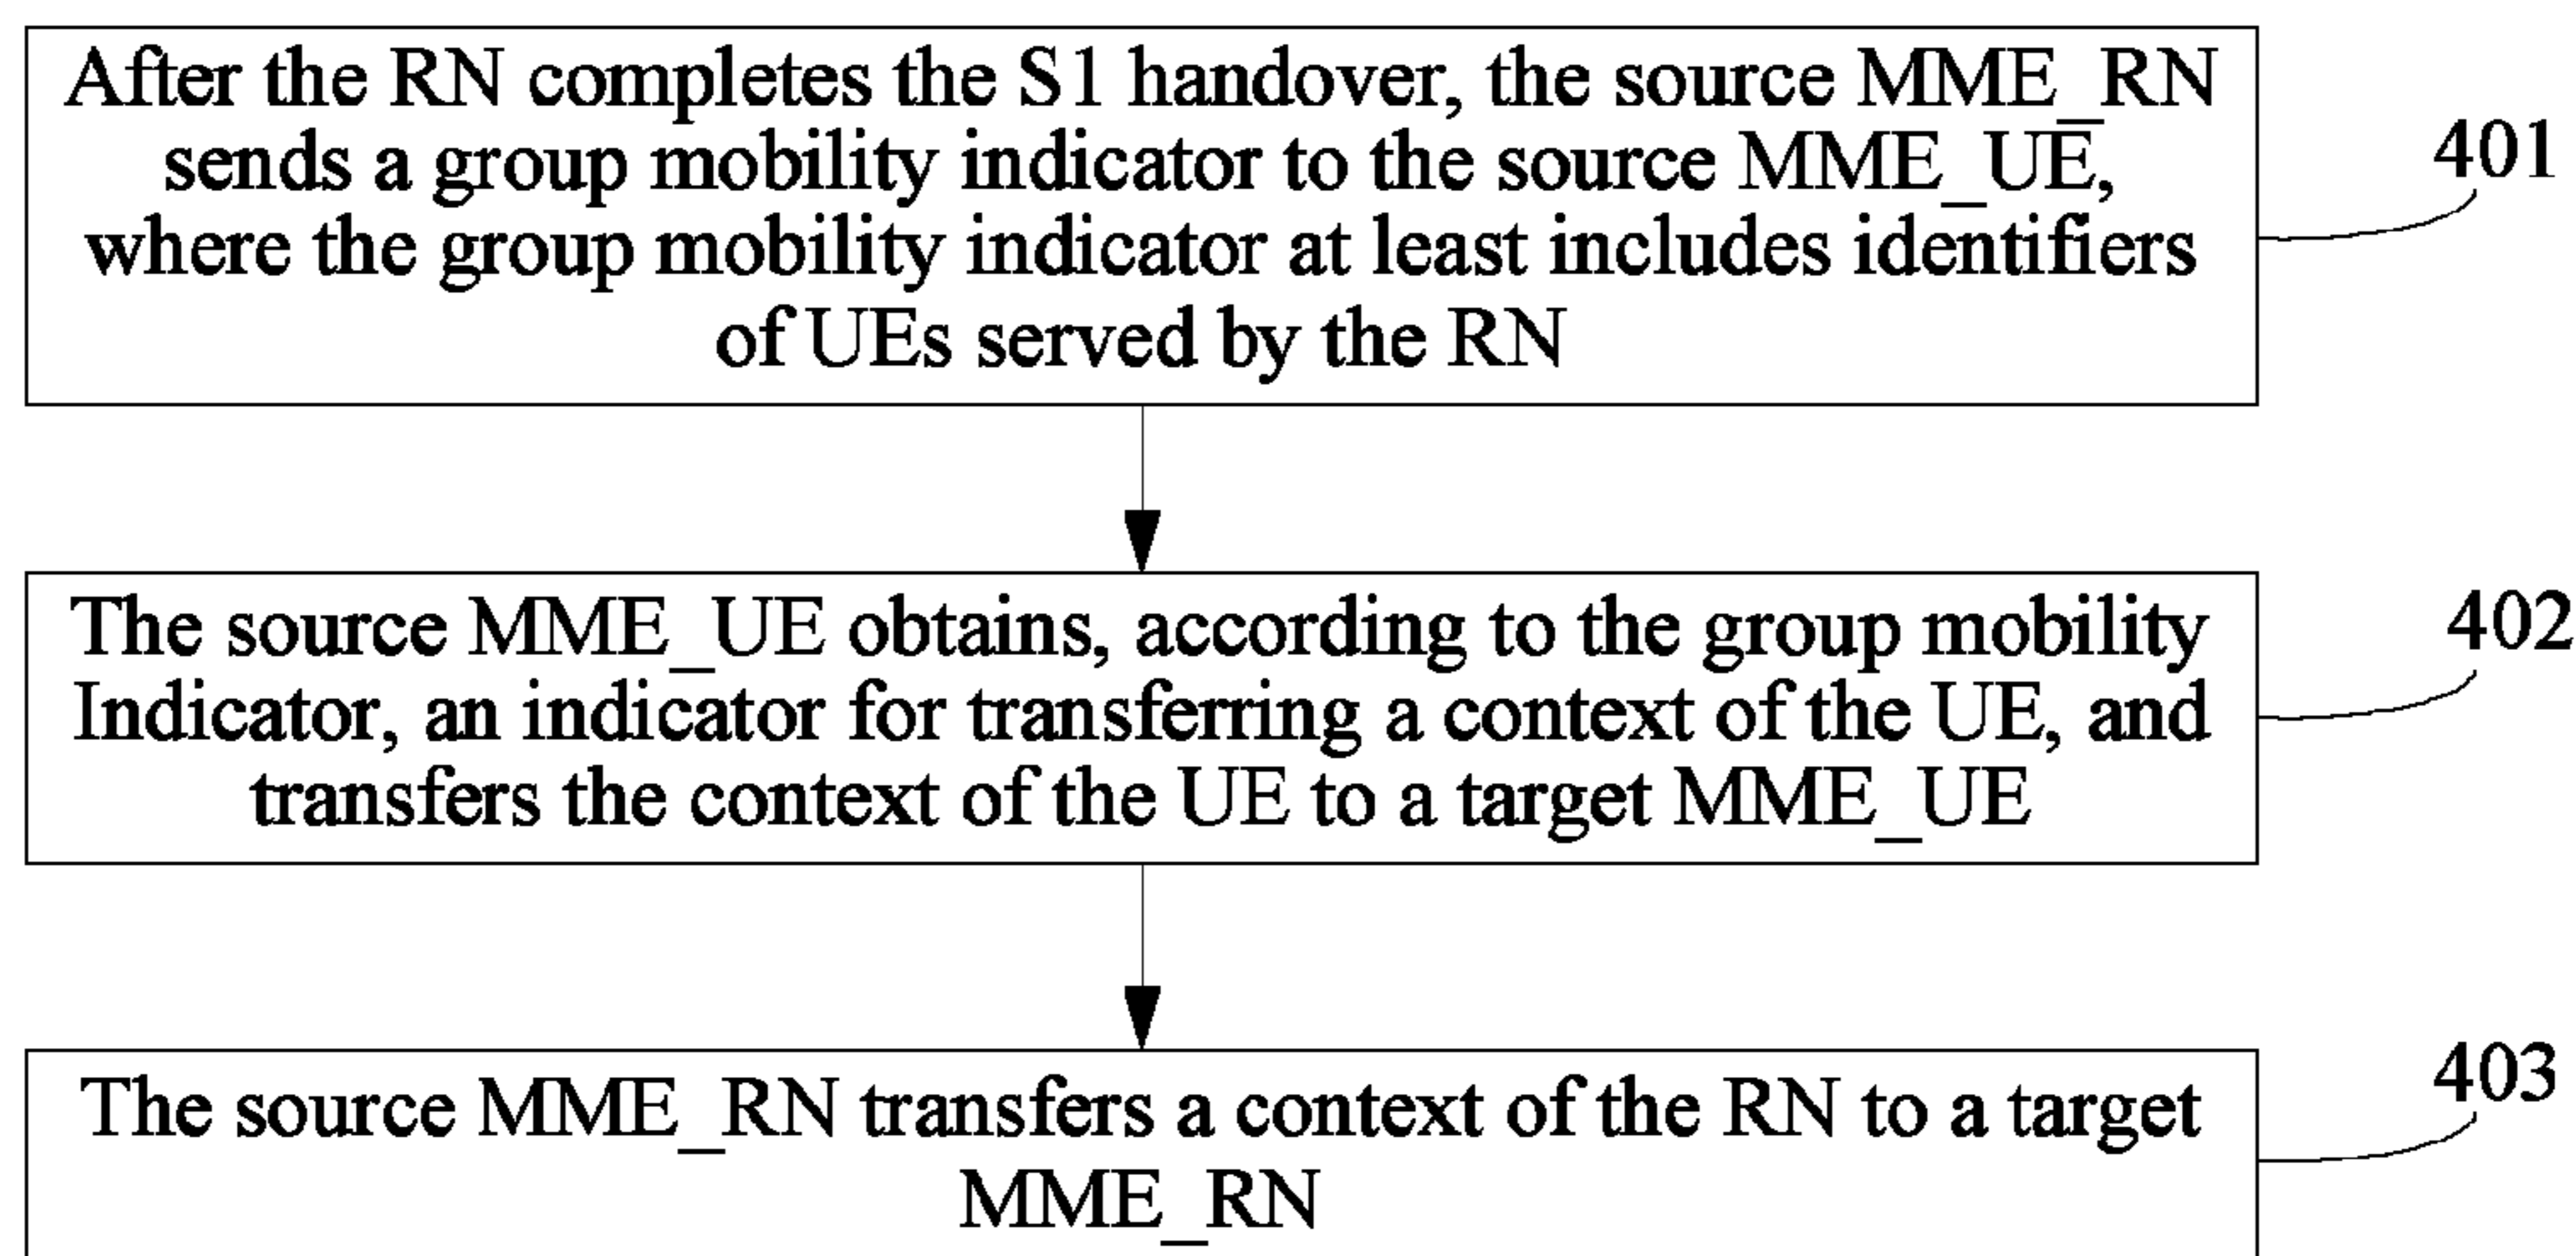 After the RN completes the S1 handover, the source MME_RN
sends a group mobility indicator to the source MME_UE,
where the group mobility indicator at least includes identifiers
of UEs served by the RN
401
The source MME_UE obtains, according to the group mobility
Indicator, an indicator for transferring a context of the UE, and
transfers the context of the UE to a target MME_UE
402
The source MME_RN transfers a context of the RN to a target
MME_RN
403